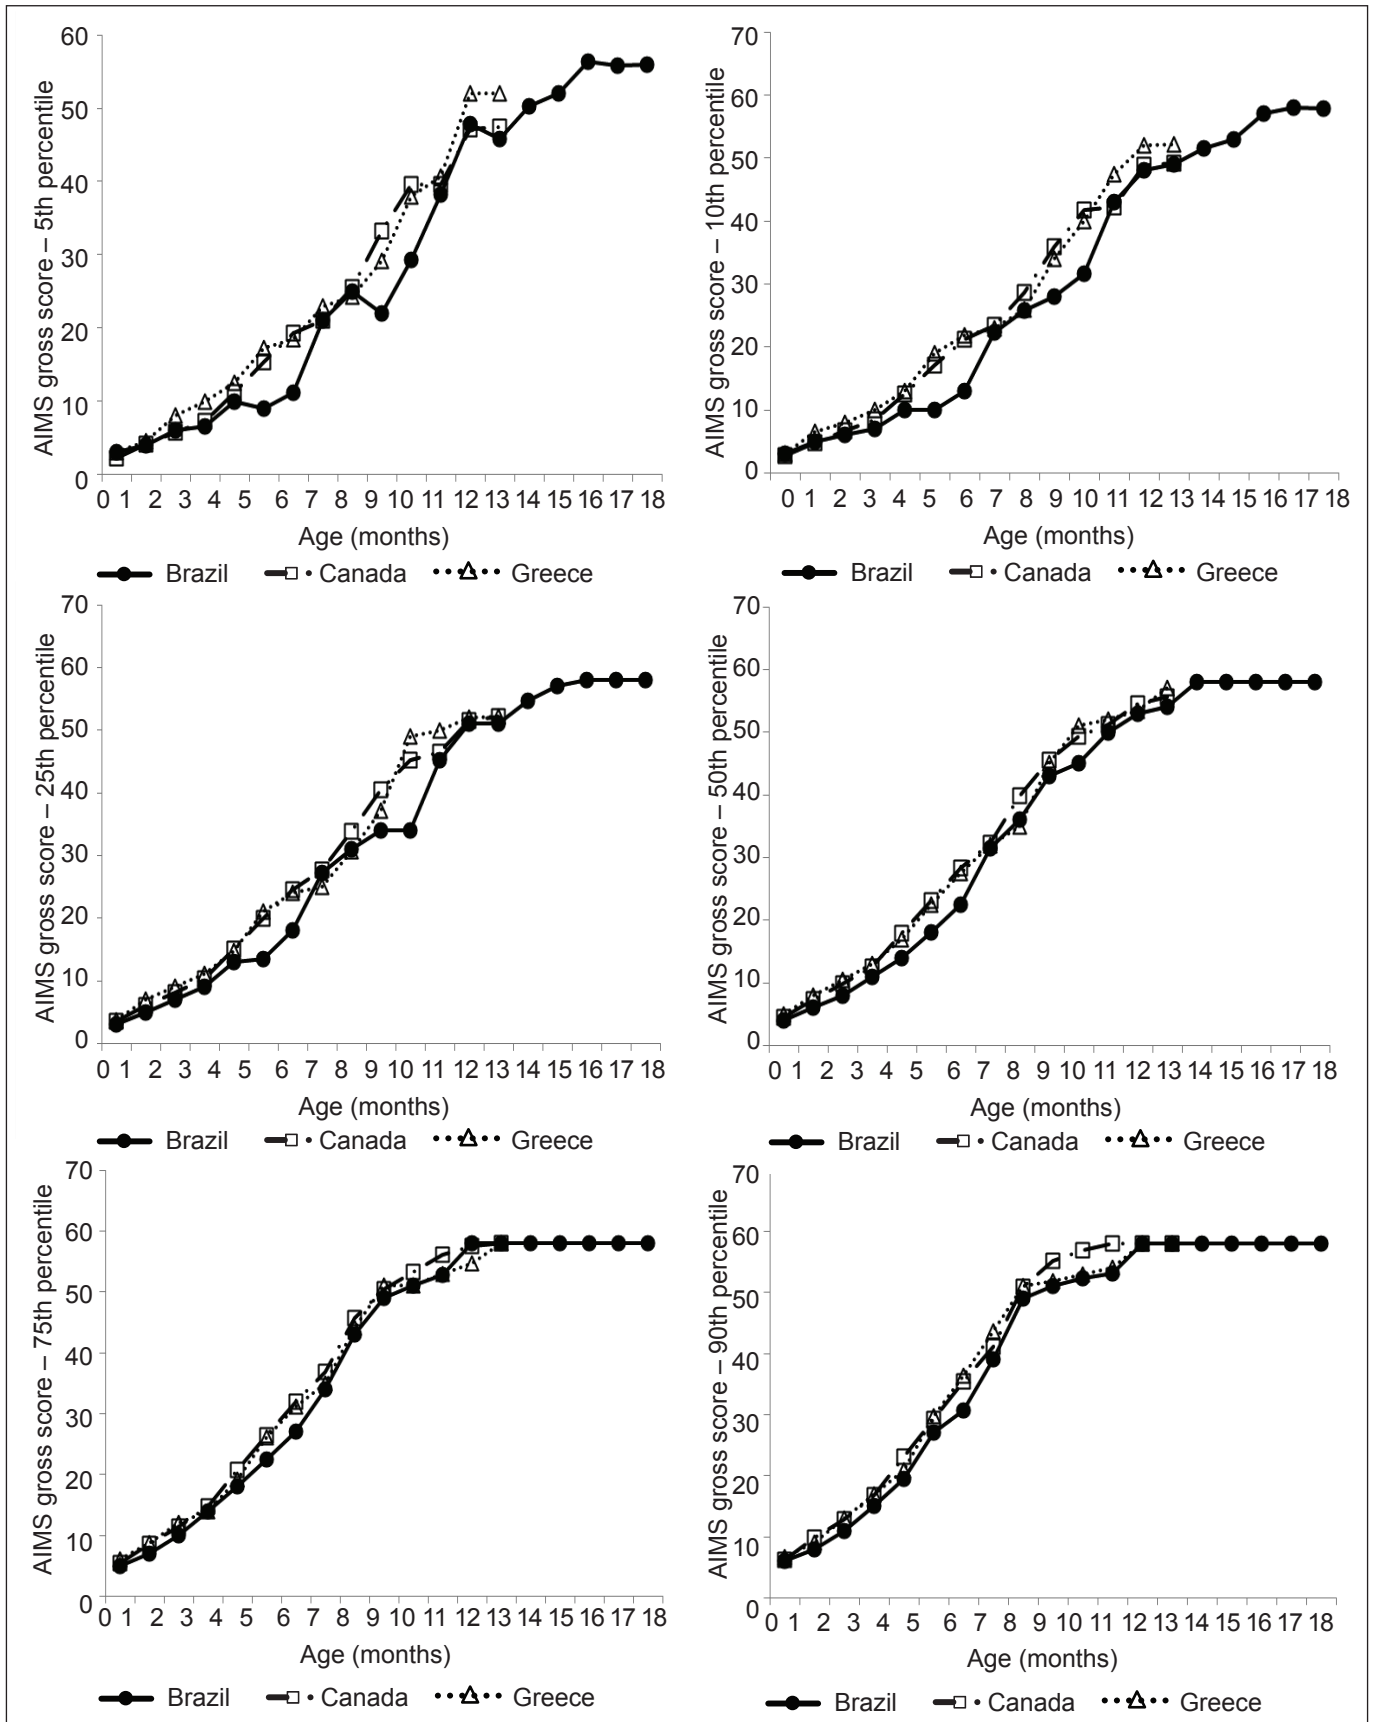 AIMS gross score – 5th percentile
60
50
40
30
20
10
0
0 1 2 3 4 5 6 7 8 9 10 11 12 13 14 15 16 17 18
Age (months)
Brazil Canada Greece
AIMS gross score – 10th percentile
70
60
50
40
30
20
10
0
0 1 2 3 4 5 6 7 8 9 10 11 12 13 14 15 16 17 18
Age (months)
Brazil Canada Greece
AIMS gross score – 25th percentile
70
60
50
40
30
20
10
0
0 1 2 3 4 5 6 7 8 9 10 11 12 13 14 15 16 17 18
Age (months)
Brazil Canada Greece
AIMS gross score – 50th percentile
70
60
50
40
30
20
10
0
0 1 2 3 4 5 6 7 8 9 10 11 12 13 14 15 16 17 18
Age (months)
Brazil Canada Greece
AIMS gross score – 75th percentile
70
60
50
40
30
20
10
0
0 1 2 3 4 5 6 7 8 9 10 11 12 13 14 15 16 17 18
Age (months)
Brazil Canada Greece
AIMS gross score – 90th percentile
70
60
50
40
30
20
10
0
0 1 2 3 4 5 6 7 8 9 10 11 12 13 14 15 16 17 18
Age (months)
Brazil Canada Greece